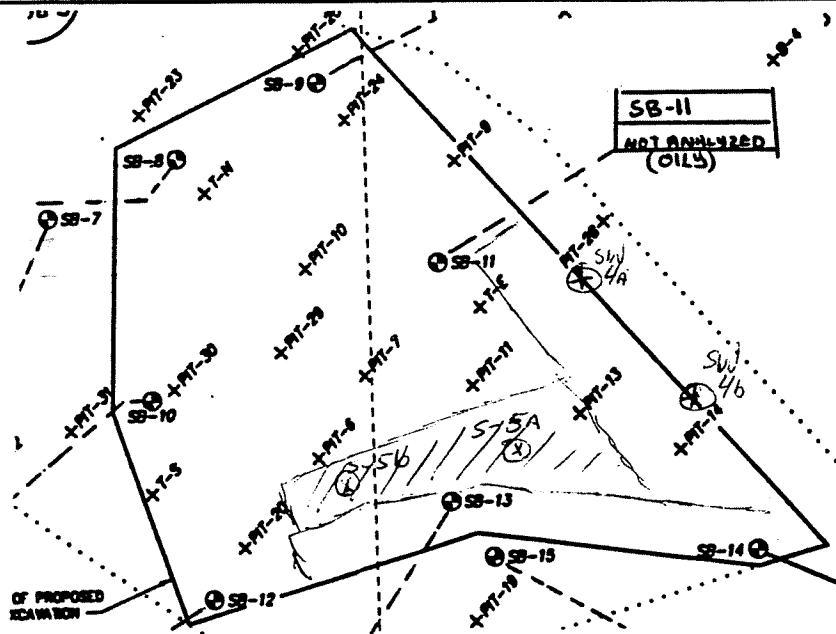 PIT-23
SB-9
PIT-24
B-4
SB-11
NOT ANALYZED
(OILY)
PIT-9
SB-8
T-N
SB-7
PIT-10
SB-11
PIT-28
SW
4A
T-E
PIT-29
PIT-7
PIT-11
PIT-30
SW
4b
PIT-31
SB-10
PIT-13
PIT-14
PIT-6
S-5A
S-5b
T-S
SB-13
PIT-20
SB-15
SB-14
OF PROPOSED
XCAVATION
SB-12
PIT-19